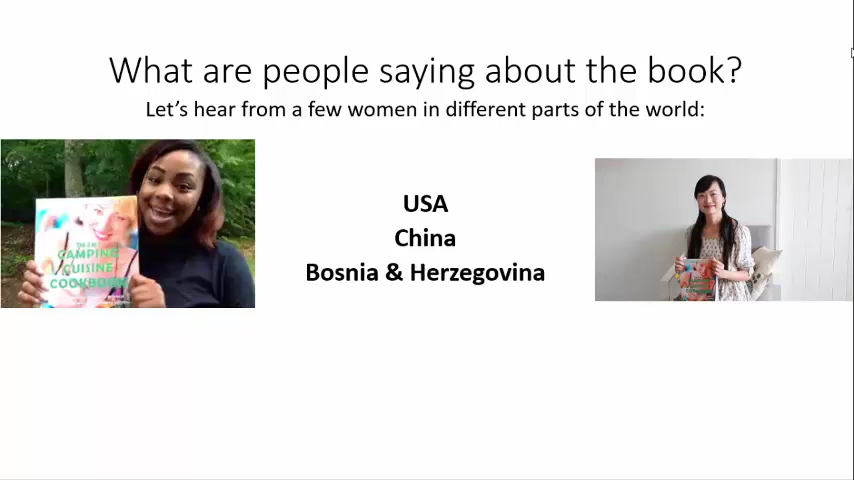 What are people saying about the book?
Let's hear from a few women in different parts of the world:
USA
China
Bosnia & Herzegovina
CAMPING
CUISINE
COOKBOOK